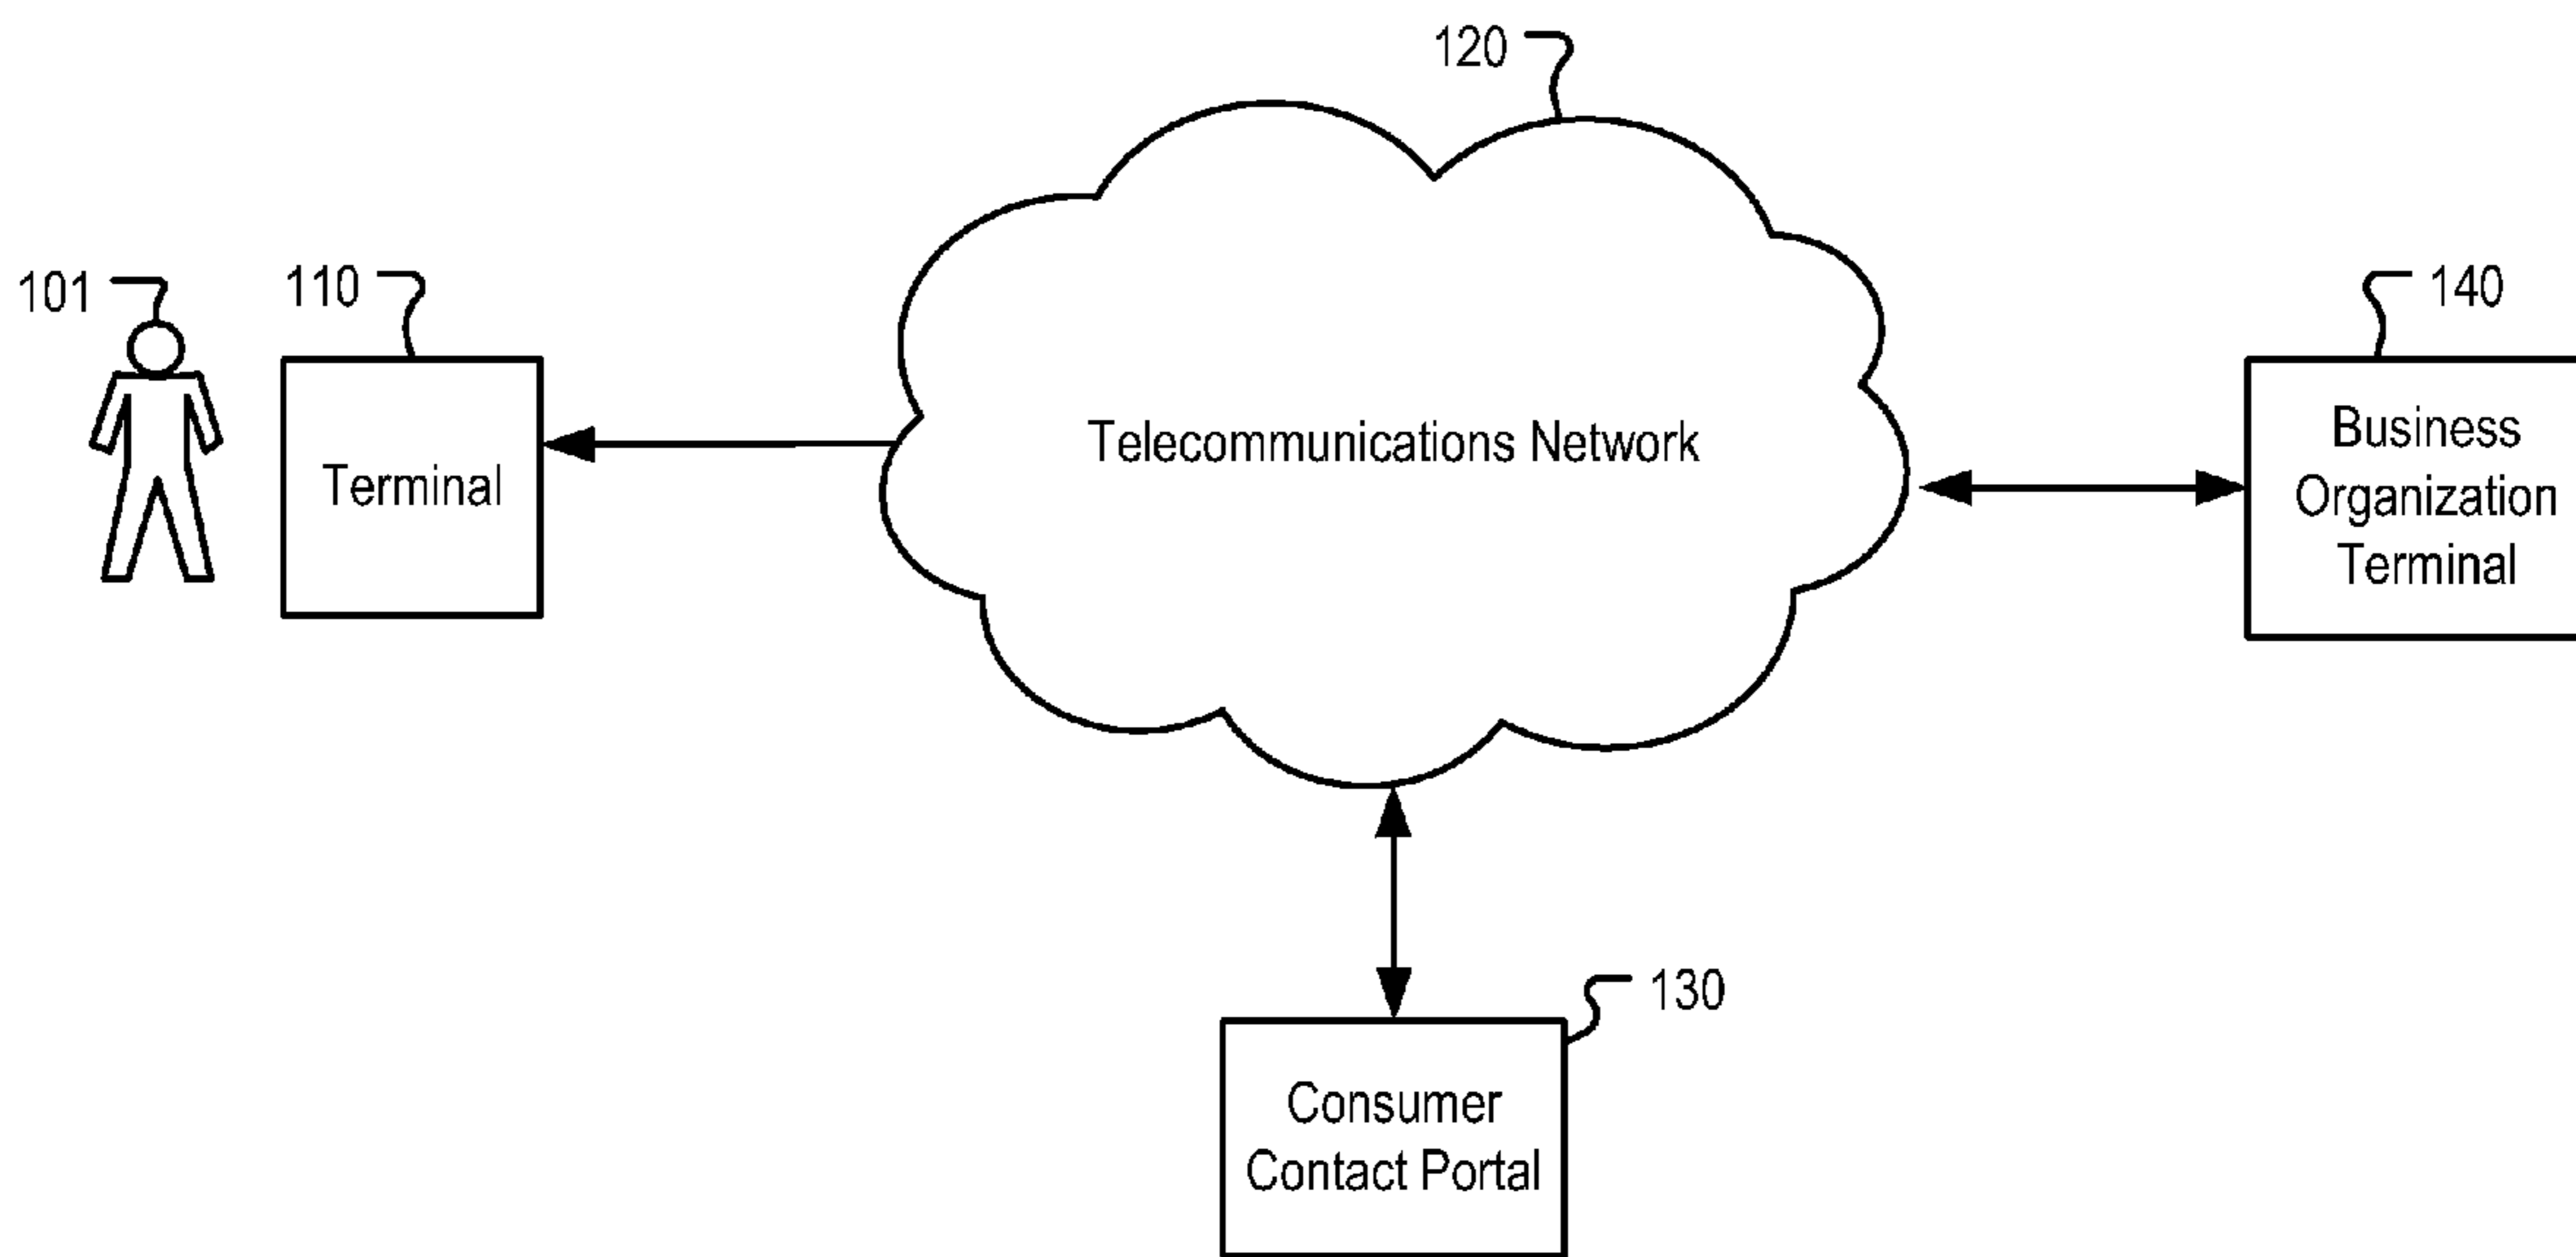 120
101
110
140
Telecommunications Network
Terminal
Business
Organization
Terminal
130
Consumer
Contact Portal